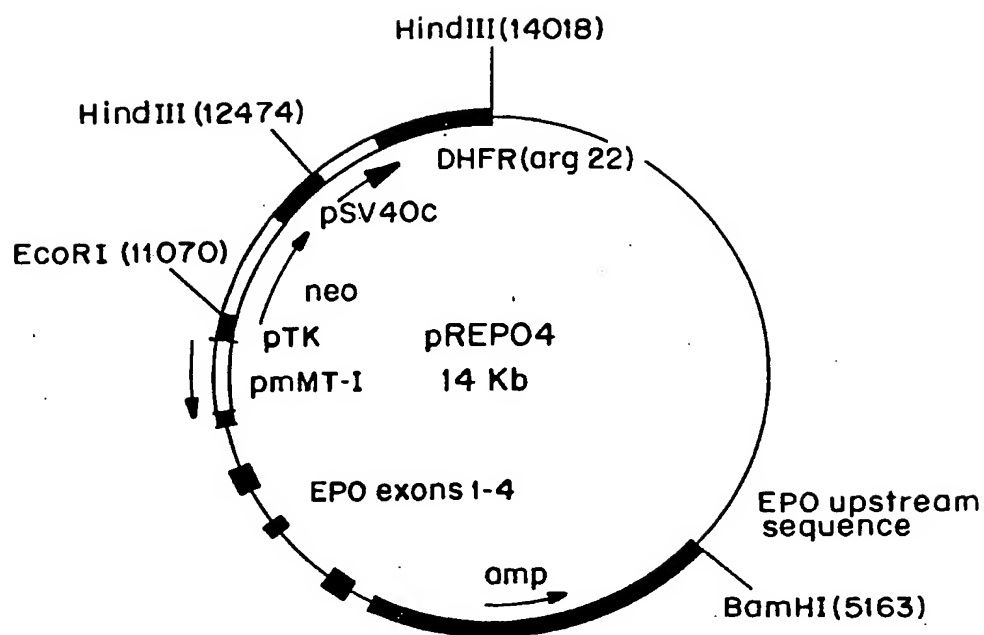 HindIII(14018)
HindIII(12474)
DHFR(arg 22)
pSV40c
EcoRI (11070)
neo
pTK
pREPO4
pmMT-I
14 Kb
EPO exons 1-4
EPO upstream
sequence
amp
BamHI(5163)